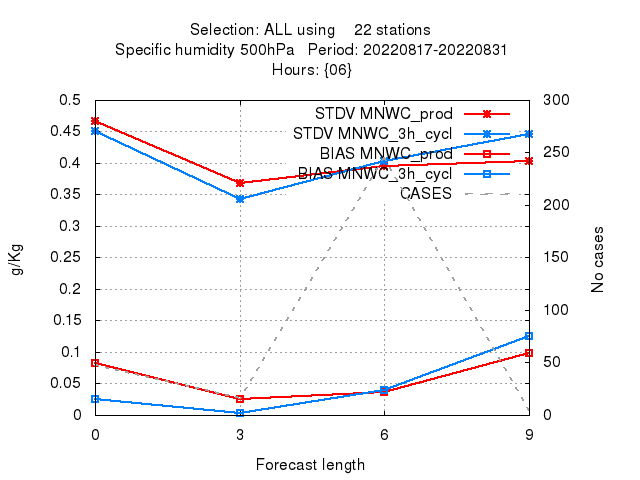 Selection: ALL using 22 stations
Specific humidity 500hPa Period: 20220817-20220831
Hours: {06}
STDV MNWC_prod
STDV MNWC_3h_cycl
BIAS MNWC_prod
BIAS MNWC_3h_cycl
CASES
0.5
0.45
0.4
0.35
0.3
0.25
0.2
0.15
0.1
0.05
0
300
250
200
150
100
50
0
g/Kg
No cases
0 3 6 9
Forecast length